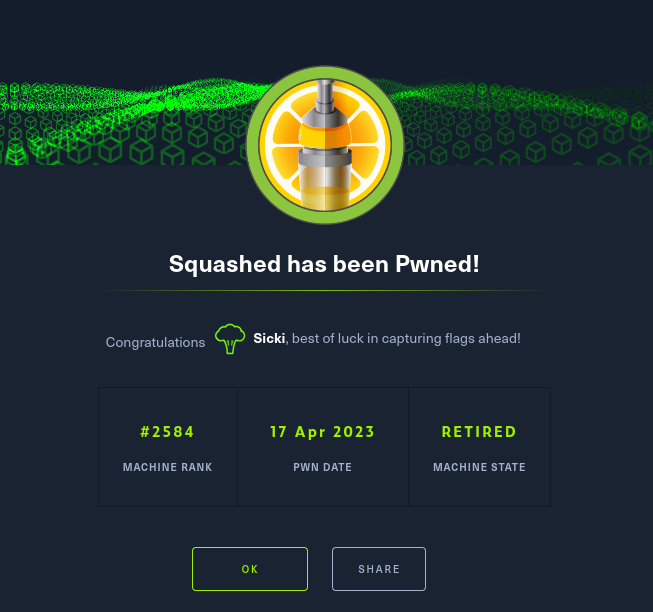 Squashed has been Pwned!
Congratulations Sicki, best of luck in capturing flags ahead!
#2584 17 Apr 2023 RETIRED
MACHINE RANK PWN DATE MACHINE STATE
OK SHARE